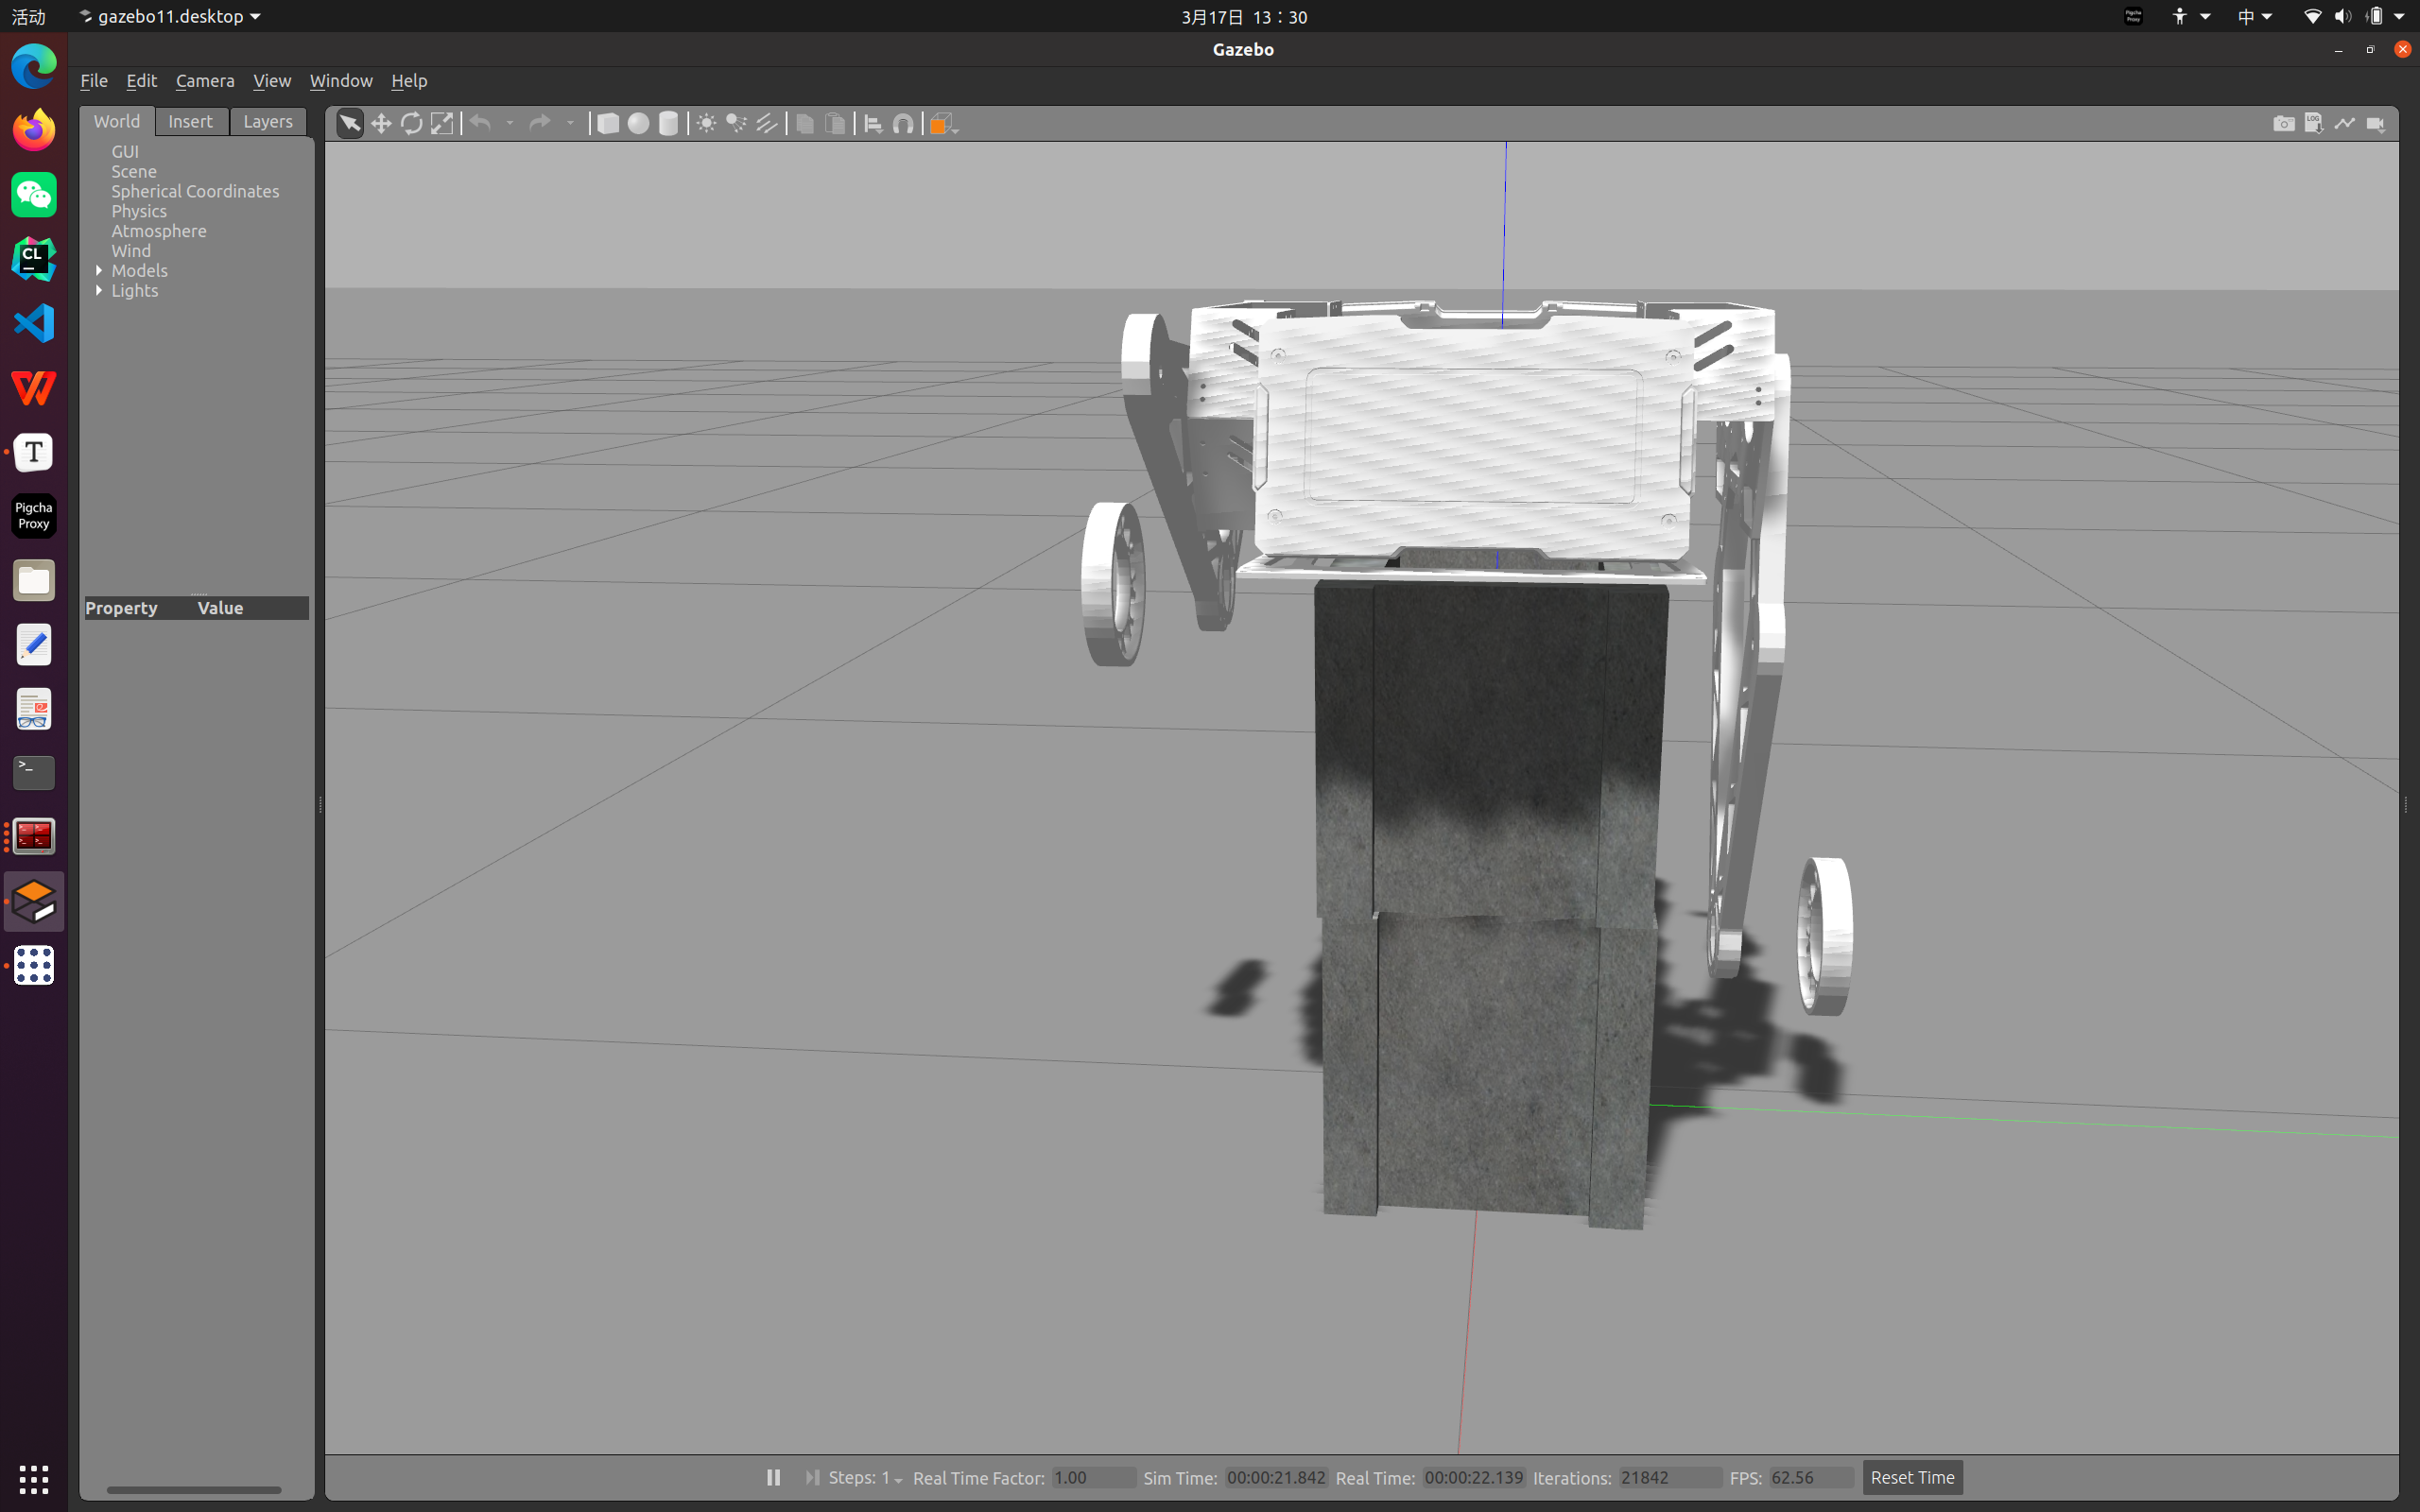 活动
gazebo11.desktop
3月17日 13：30
Pigcha
Proxy
中
Gazebo
File Edit Camera View Window Help
World Insert Layers
LOG
GUI
Scene
Spherical Coordinates
Physics
Atmosphere
Wind
Models
Lights
Property Value
CL
T
Pigcha
Proxy
>_
Steps: 1 Real Time Factor: 1.00 Sim Time: 00:00:21.842 Real Time: 00:00:22.139 Iterations: 21842 FPS: 62.56 Reset Time